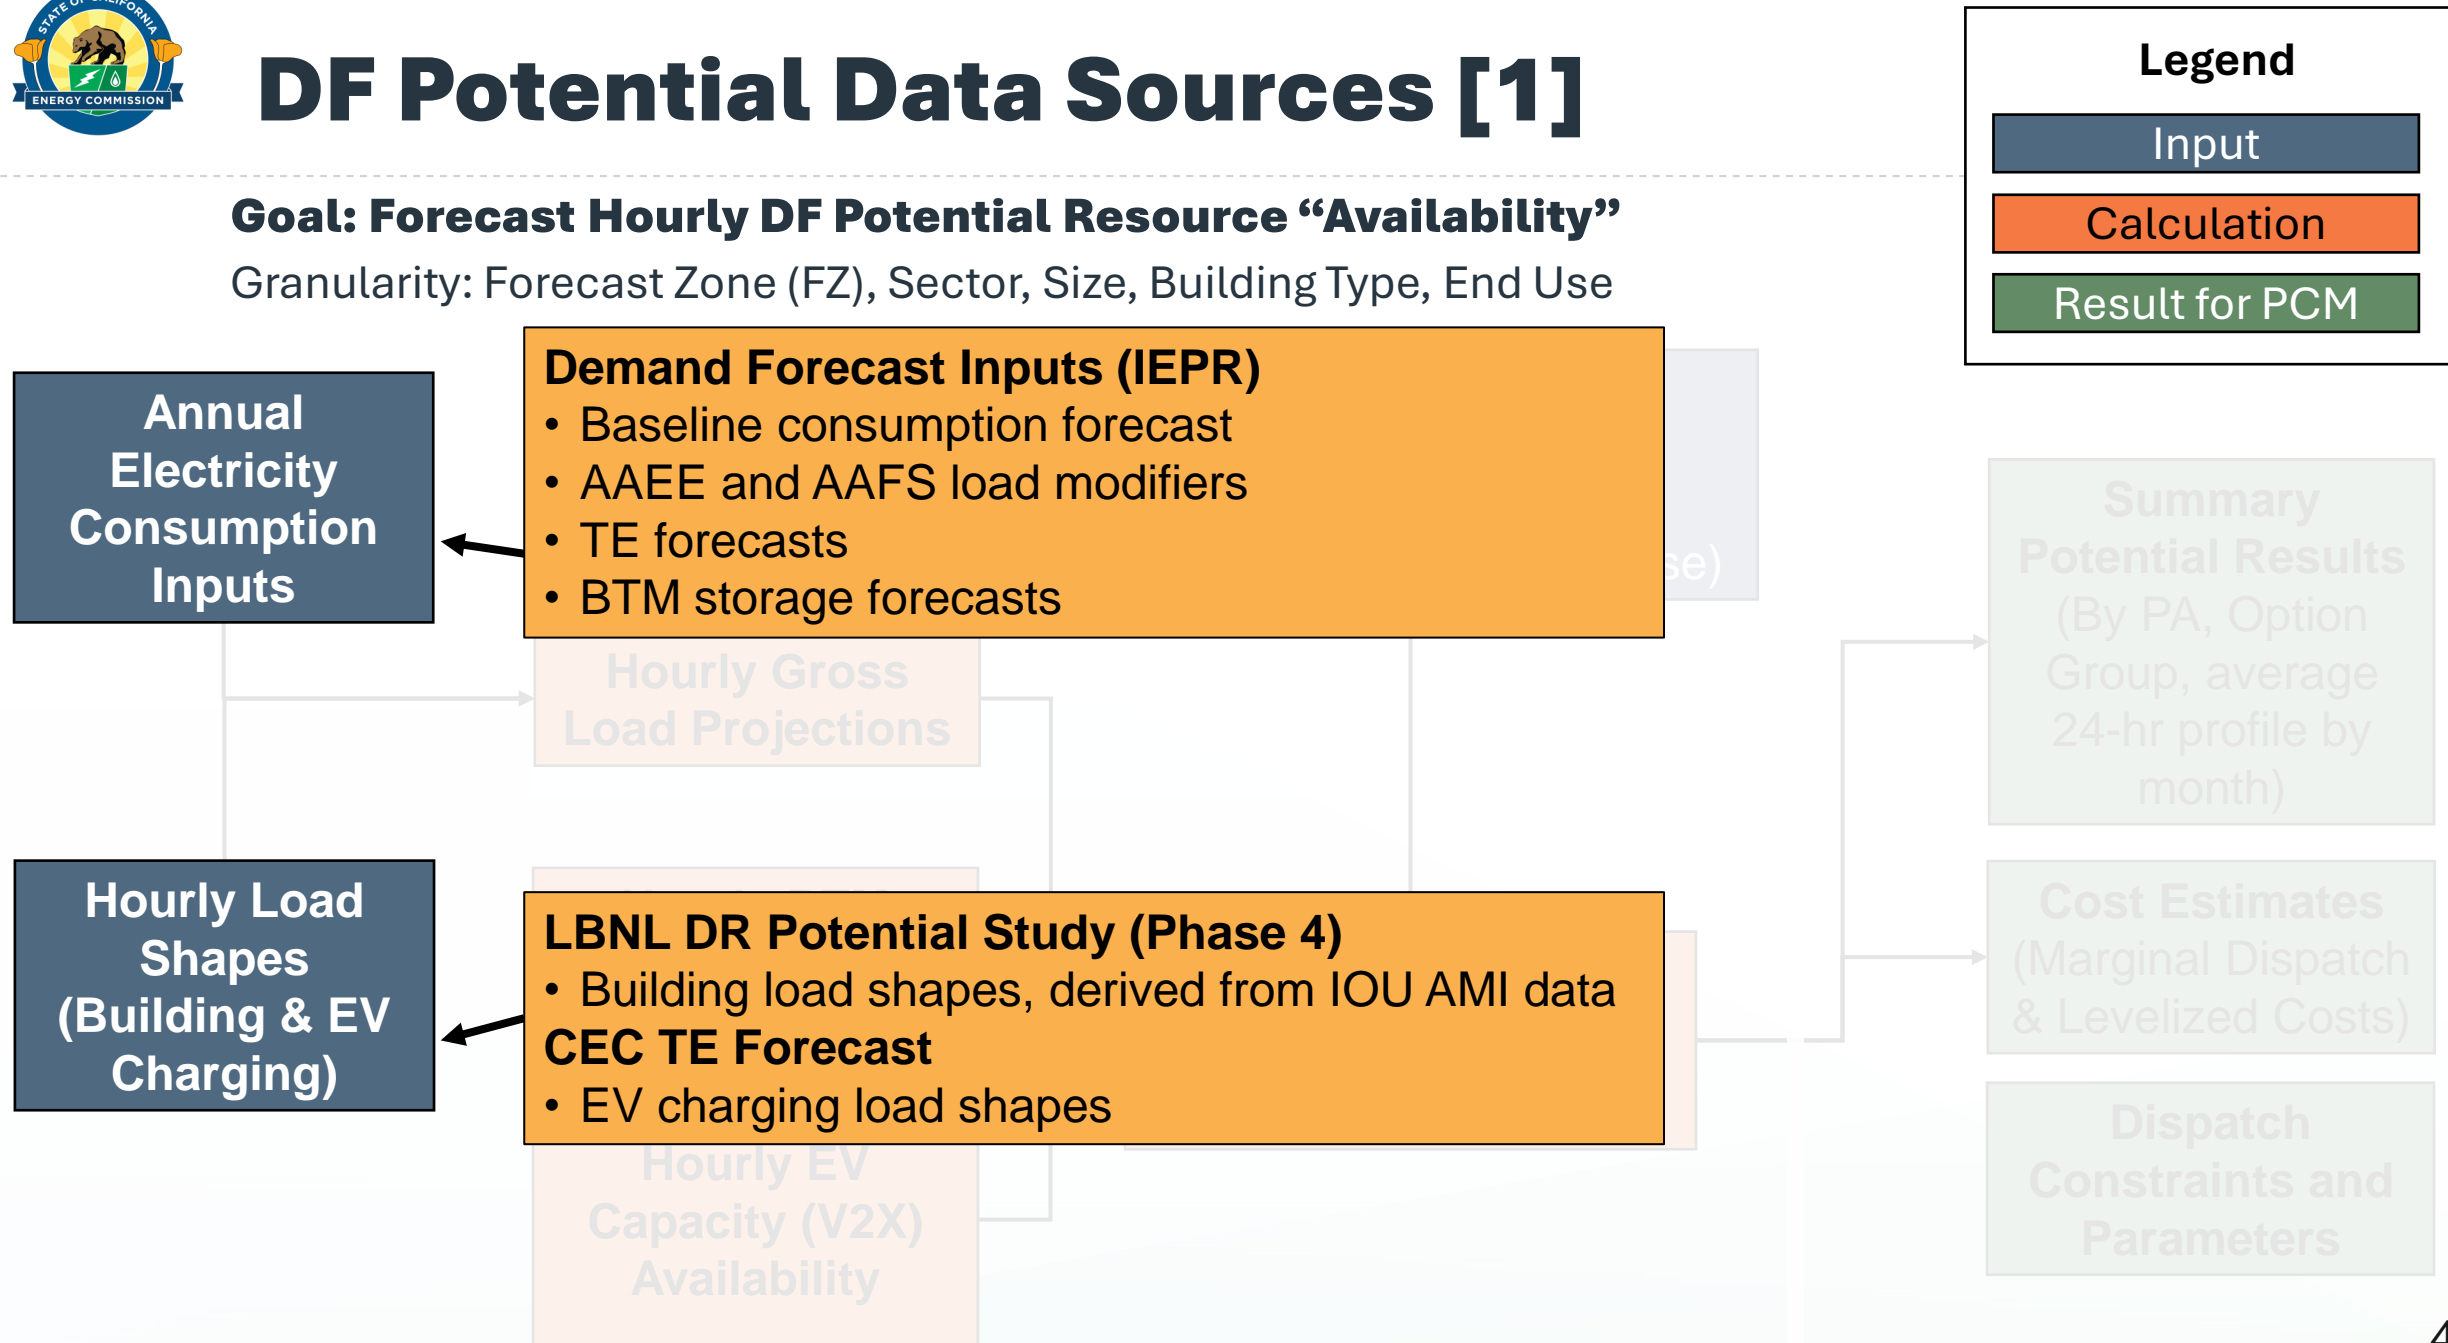 STATE OF CALIFORNIA
ENERGY COMMISSION
DF Potential Data Sources [1]
Legend
Input
Calculation
Result for PCM
Goal: Forecast Hourly DF Potential Resource “Availability”
Granularity: Forecast Zone (FZ), Sector, Size, Building Type, End Use
Annual
Electricity
Consumption
Inputs
Demand Forecast Inputs (IEPR)
• Baseline consumption forecast
• AAEE and AAFS load modifiers
• TE forecasts
• BTM storage forecasts
se)
Hourly Gross
Load Projections
Summary
Potential Results
(By PA, Option
Group, average
24-hr profile by
month)
Hourly Load
Shapes
(Building & EV
Charging)
LBNL DR Potential Study (Phase 4)
• Building load shapes, derived from IOU AMI data
CEC TE Forecast
• EV charging load shapes
Hourly EV
Capacity (V2X)
Availability
Cost Estimates
(Marginal Dispatch
& Levelized Costs)
Dispatch
Constraints and
Parameters